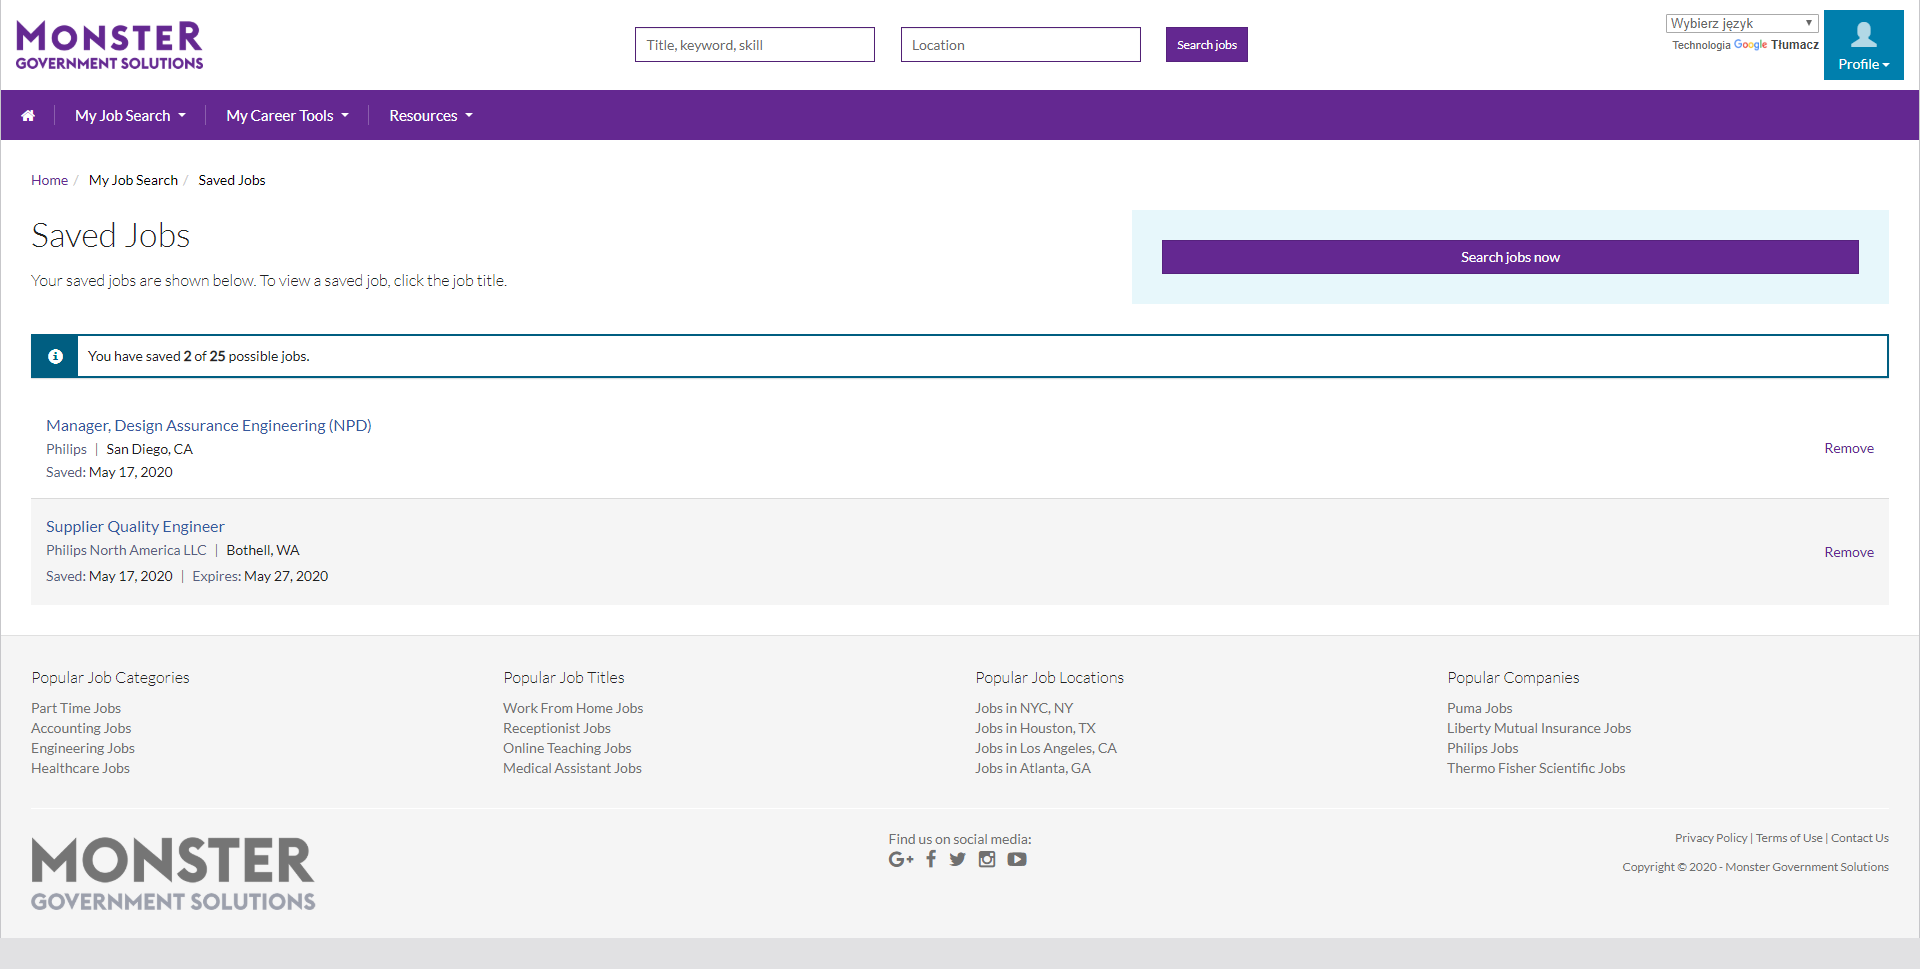 MONSTER
GOVERNMENT SOLUTIONS
Title, keyword, skill
Location
Search jobs
Wybierz język
Technologia Google Tłumacz
Profile
My Job Search
My Career Tools
Resources
Home / My Job Search / Saved Jobs
Saved Jobs
Your saved jobs are shown below. To view a saved job, click the job title.
Search jobs now
You have saved 2 of 25 possible jobs.
Manager, Design Assurance Engineering (NPD)
Philips | San Diego, CA
Saved: May 17, 2020
Remove
Supplier Quality Engineer
Philips North America LLC | Bothell, WA
Saved: May 17, 2020 | Expires: May 27, 2020
Remove
Popular Job Categories
Part Time Jobs
Accounting Jobs
Engineering Jobs
Healthcare Jobs
Popular Job Titles
Work From Home Jobs
Receptionist Jobs
Online Teaching Jobs
Medical Assistant Jobs
Popular Job Locations
Jobs in NYC, NY
Jobs in Houston, TX
Jobs in Los Angeles, CA
Jobs in Atlanta, GA
Popular Companies
Puma Jobs
Liberty Mutual Insurance Jobs
Philips Jobs
Thermo Fisher Scientific Jobs
MONSTER
GOVERNMENT SOLUTIONS
Find us on social media:
Privacy Policy | Terms of Use | Contact Us
Copyright © 2020 - Monster Government Solutions